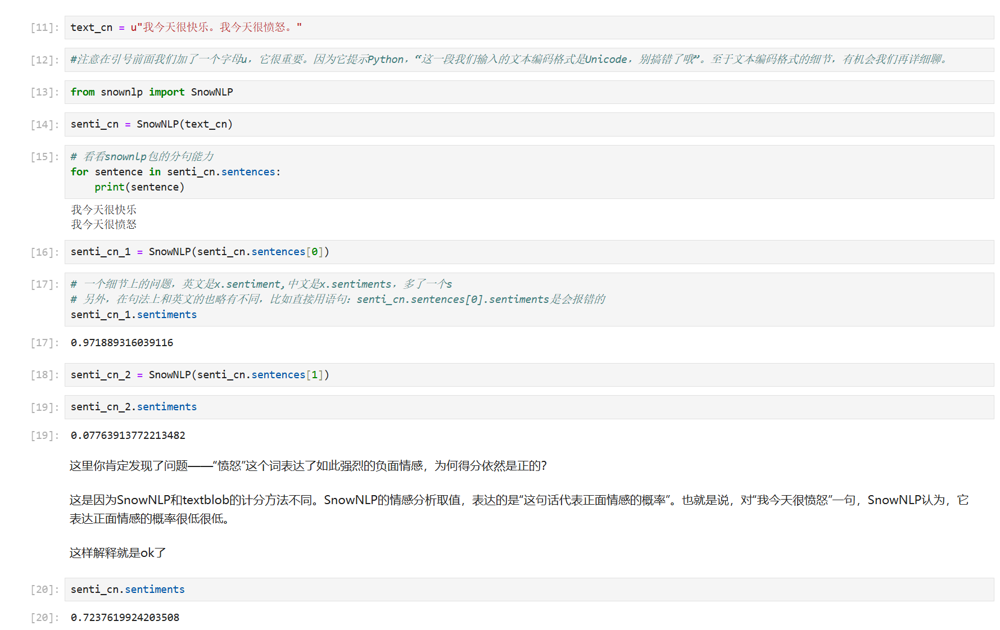 [11]: text_cn = u"我今天很快乐。我今天很愤怒。"
[12]: #注意在引号前面我们加了一个字母u，它很重要。因为它提示Python，“这一段我们输入的文本编码格式是Unicode，别搞错了哦”。至于文本编码格式的细节，有机会我们再详细聊。
[13]: from snownlp import SnowNLP
[14]: senti_cn = SnowNLP(text_cn)
[15]: # 看看snownlp包的分句能力
for sentence in senti_cn.sentences:
    print(sentence)
我今天很快乐
我今天很愤怒
[16]: senti_cn_1 = SnowNLP(senti_cn.sentences[0])
[17]: # 一个细节上的问题，英文是x.sentiment,中文是x.sentiments，多了一个s
# 另外，在句法上和英文的也略有不同，比如直接用语句：senti_cn.sentences[0].sentiments是会报错的
senti_cn_1.sentiments
[17]: 0.971889316039116
[18]: senti_cn_2 = SnowNLP(senti_cn.sentences[1])
[19]: senti_cn_2.sentiments
[19]: 0.07763913772213482
这里你肯定发现了问题——“愤怒”这个词表达了如此强烈的负面情感，为何得分依然是正的？
这是因为SnowNLP和textblob的计分方法不同。SnowNLP的情感分析取值，表达的是“这句话代表正面情感的概率”。也就是说，对“我今天很愤怒”一句，SnowNLP认为，它
表达正面情感的概率很低很低。
这样解释就是ok了
[20]: senti_cn.sentiments
[20]: 0.7237619924203508